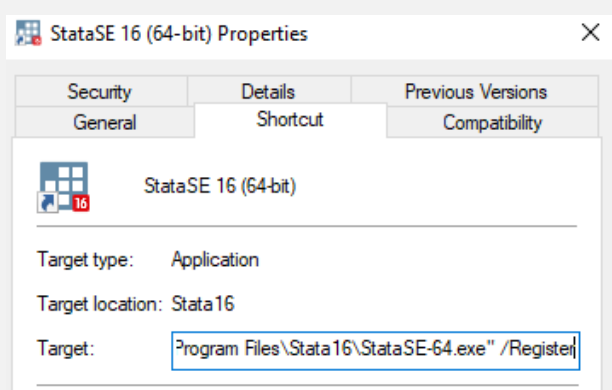 StataSE 16 (64-bit) Properties
Security Details Previous Versions
General Shortcut Compatibility
16
StataSE 16 (64-bit)
Target type: Application
Target location: Stata16
Target: Program Files\Stata16\StataSE-64.exe" /Register